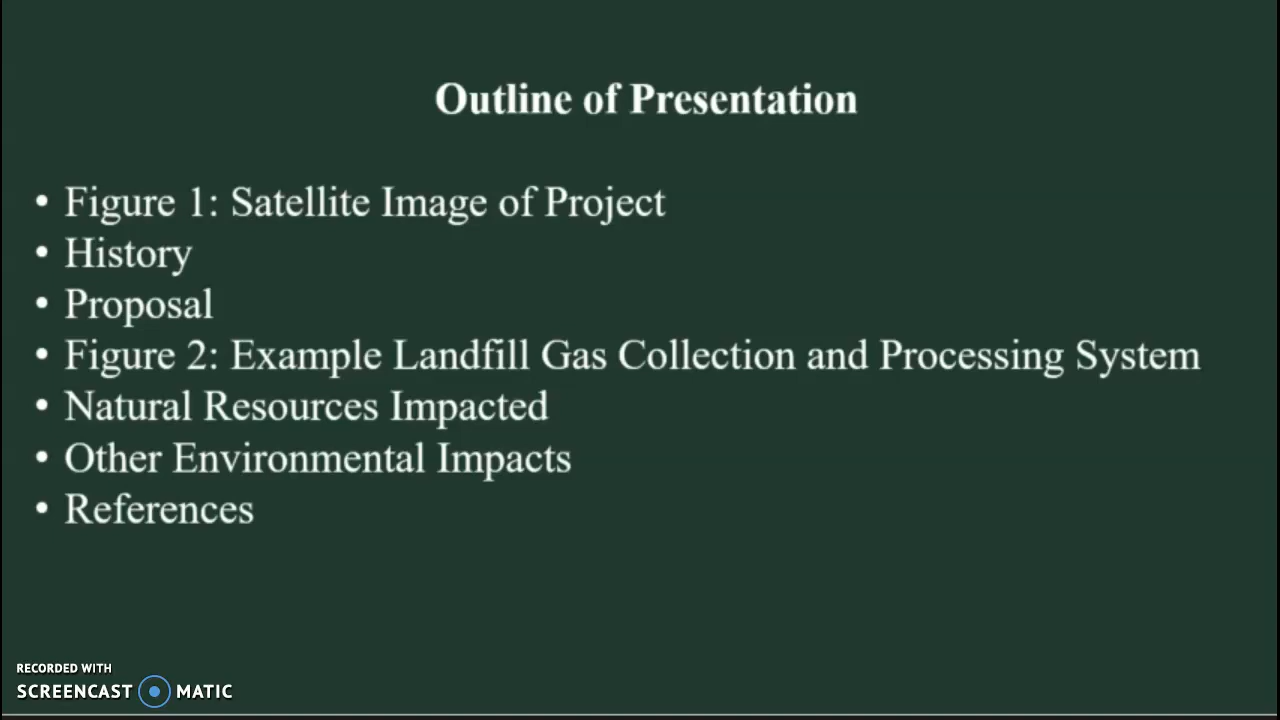 Outline of Presentation
• Figure 1: Satellite Image of Project
• History
• Proposal
• Figure 2: Example Landfill Gas Collection and Processing System
• Natural Resources Impacted
• Other Environmental Impacts
• References
RECORDED WITH
SCREENCAST MATIC